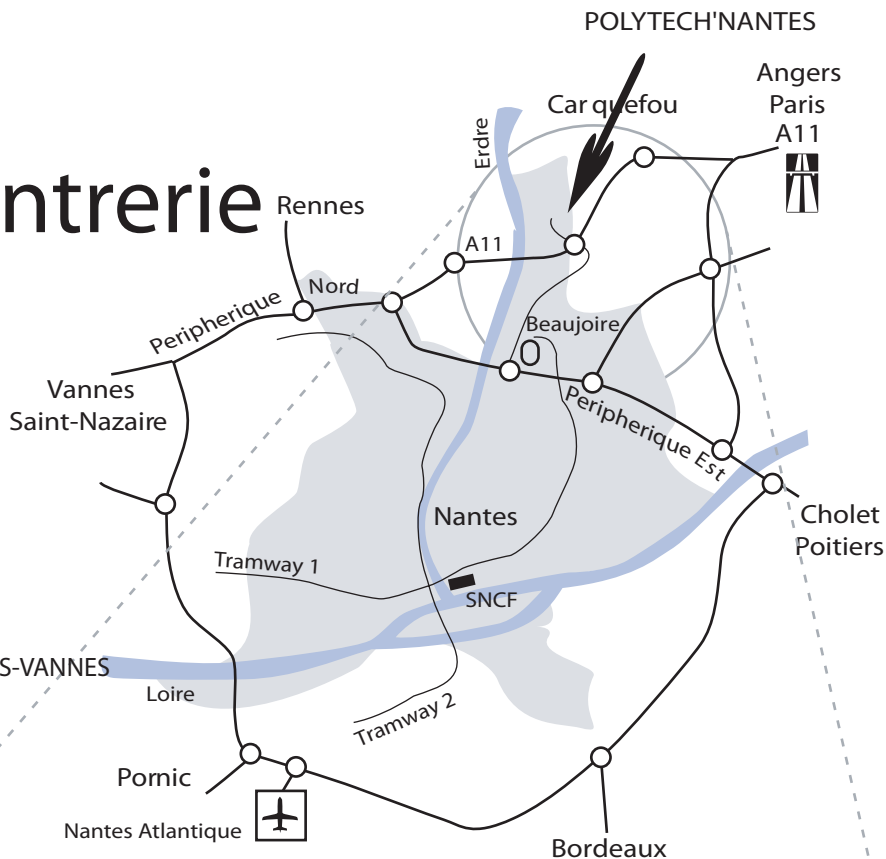 POLYTECH'NANTES
Angers
Paris
A11
Car quefou
Erdre
ntrerie
Rennes
A11
Nord
Peripherique
Beaujoire
Vannes
Saint-Nazaire
Peripherique Est
Nantes
Cholet
Poitiers
Tramway 1
SNCF
S-VANNES
Loire
Tramway 2
Pornic
Nantes Atlantique
Bordeaux